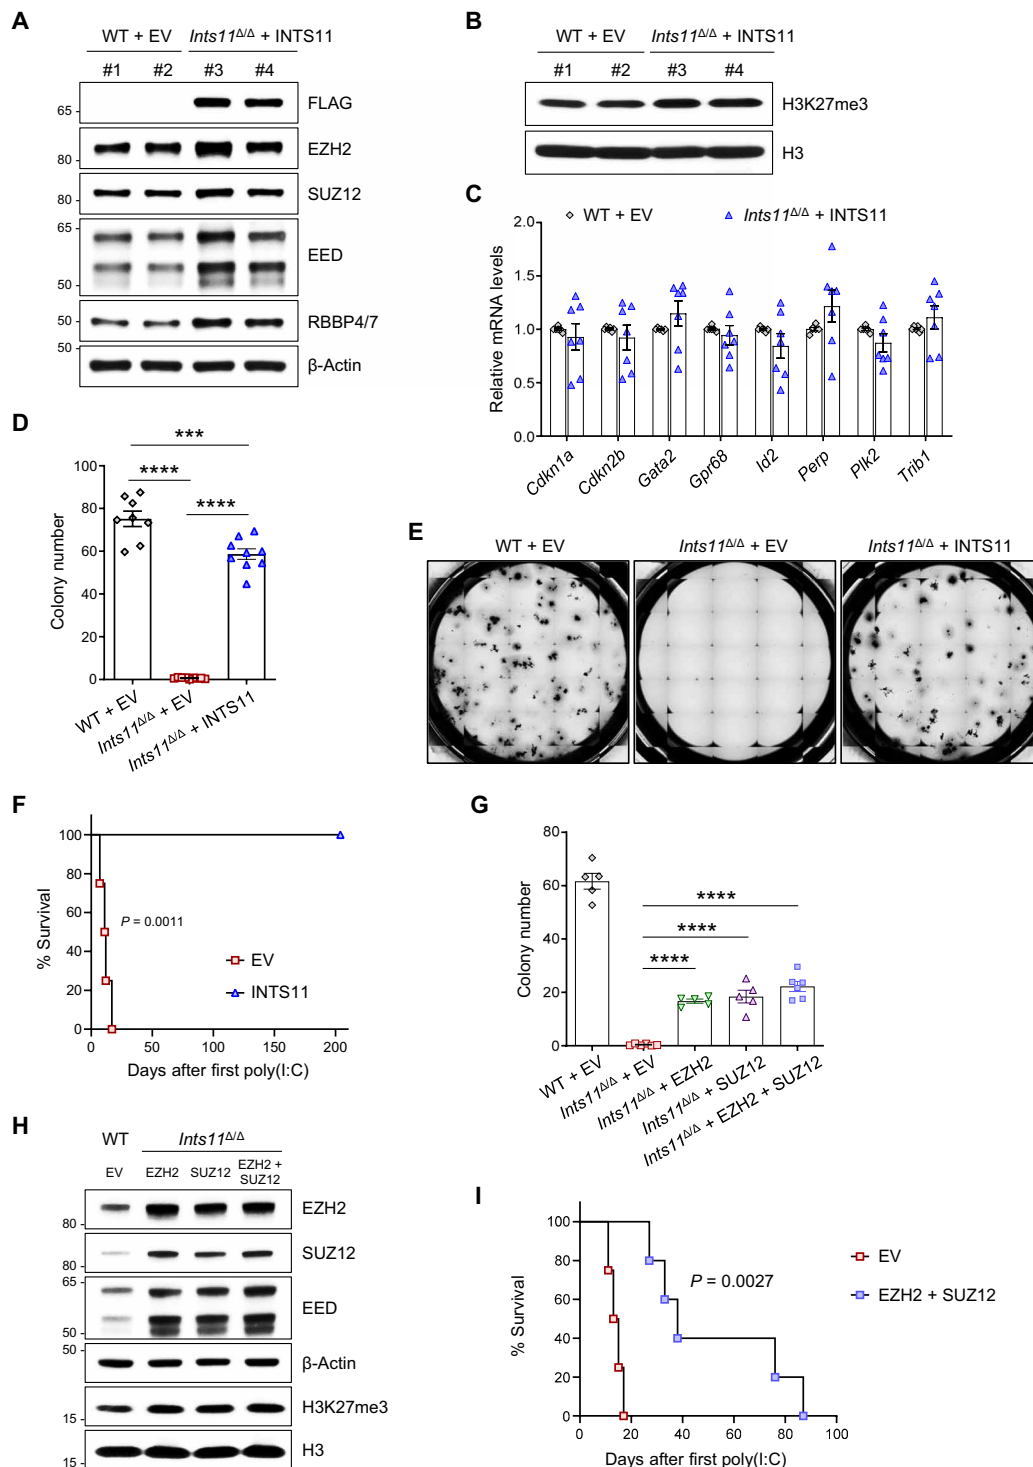 A
WT + EV
Ints11Δ/Δ + INTS11
#1 #2 #3 #4
65
FLAG
80
EZH2
80
SUZ12
65
50
EED
50
RBBP4/7
50
β-Actin
B
WT + EV
Ints11Δ/Δ + INTS11
#1 #2 #3 #4
H3K27me3
H3
C
WT + EV
Ints11Δ/Δ + INTS11
Relative mRNA levels
2.0
1.5
1.0
0.5
0.0
Cdkn1a Cdkn2b Gata2 Gpr68 Id2 Perp Plk2 Trib1
D
***
****
****
Colony number
100
80
60
40
20
0
WT + EV
Ints11Δ/Δ + EV
Ints11Δ/Δ + INTS11
E
WT + EV
Ints11Δ/Δ + EV
Ints11Δ/Δ + INTS11
F
% Survival
100
80
60
40
20
0
P = 0.0011
EV
INTS11
0 50 100 150 200
Days after first poly(I:C)
G
Colony number
80
60
40
20
0
****
****
****
WT + EV
Ints11Δ/Δ + EV
Ints11Δ/Δ + EZH2
Ints11Δ/Δ + SUZ12
Ints11Δ/Δ + EZH2 + SUZ12
H
WT
Ints11Δ/Δ
EV EZH2 SUZ12 EZH2 +
SUZ12
80
EZH2
80
SUZ12
65
50
EED
50
β-Actin
15
H3K27me3
15
H3
I
% Survival
100
80
60
40
20
0
P = 0.0027
EV
EZH2 + SUZ12
0 20 40 60 80 100
Days after first poly(I:C)